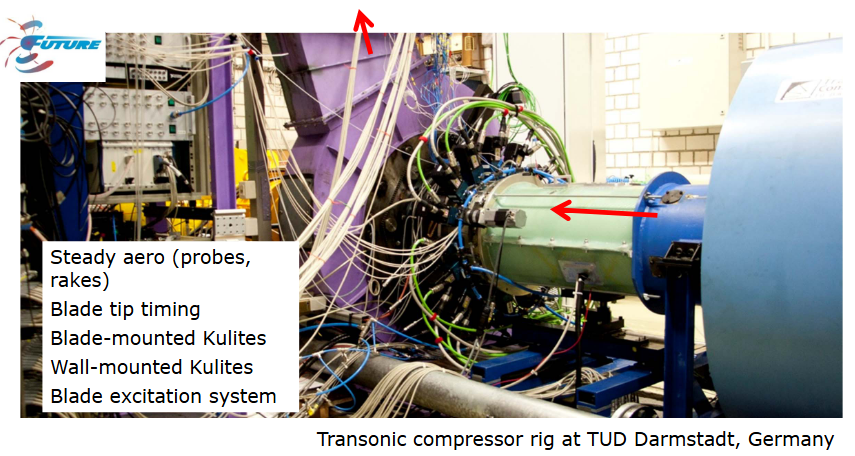 FUTURE
Steady aero (probes,
rakes)
Blade tip timing
Blade-mounted Kulites
Wall-mounted Kulites
Blade excitation system
Transonic compressor rig at TUD Darmstadt, Germany